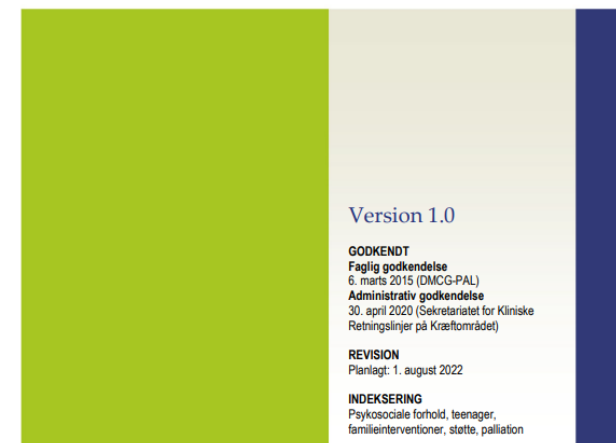 Version 1.0
GODKENDT
Faglig godkendelse
6. marts 2015 (DMCG-PAL)
Administrativ godkendelse
30. april 2020 (Sekretariatet for Kliniske
Retningslinjer på Kræftområdet)
REVISION
Planlagt: 1. august 2022
INDEKSERING
Psykosociale forhold, teenager,
familieinterventioner, støtte, palliation